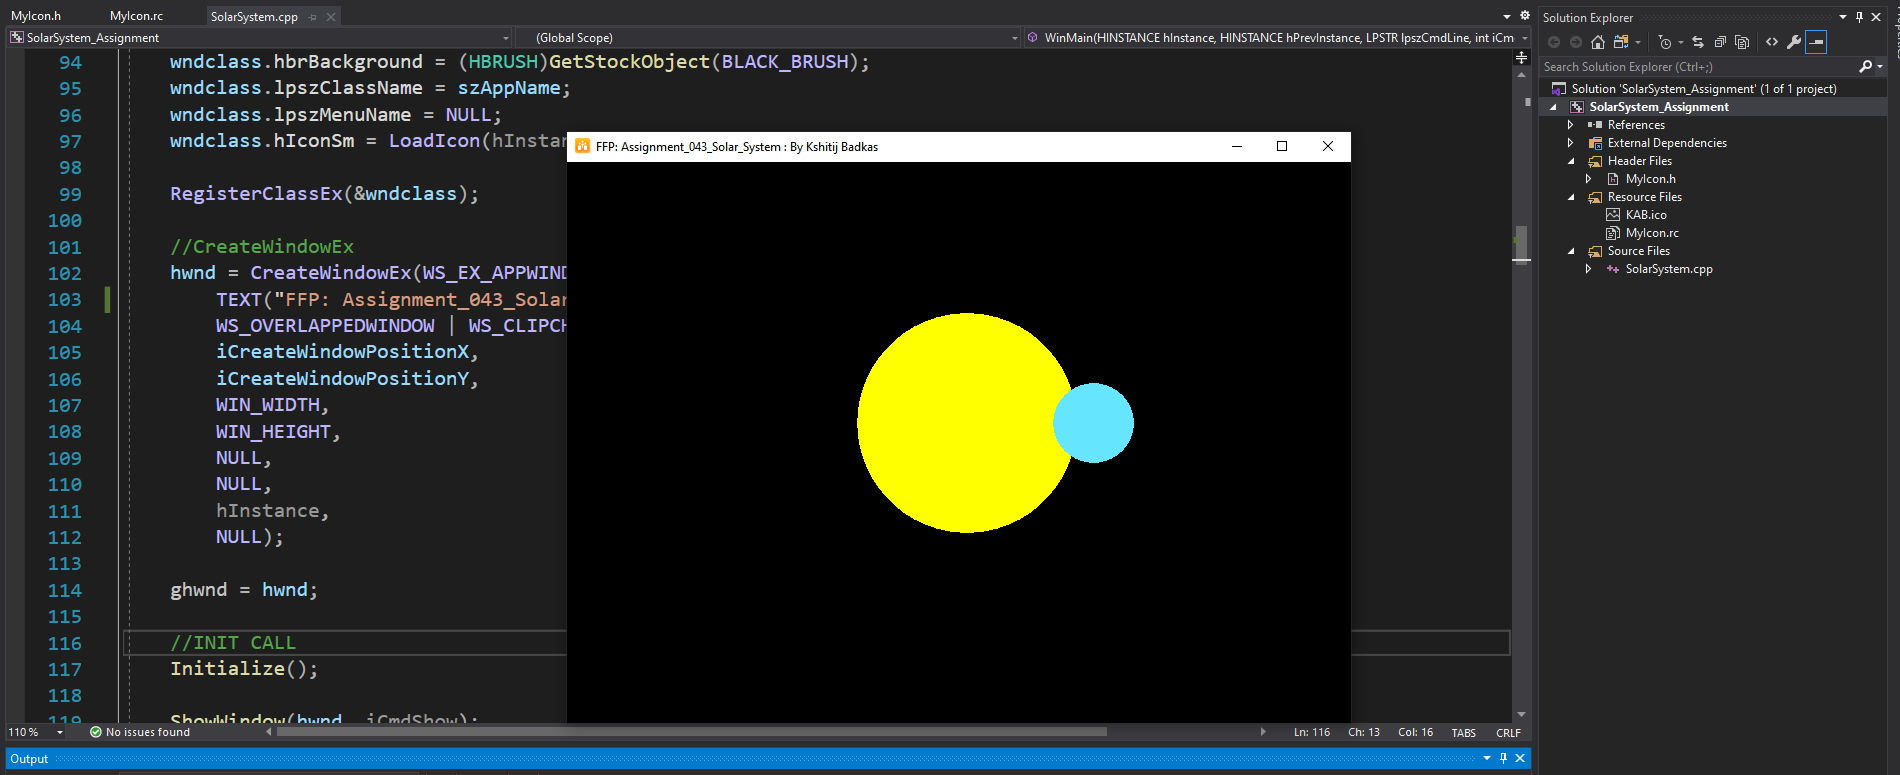 MyIcon.h MyIcon.rc SolarSystem.cpp
SolarSystem_Assignment (Global Scope) WinMain(HINSTANCE hInstance, HINSTANCE hPrevInstance, LPSTR lpszCmdLine, int iCm
94 wndclass.hbrBackground = (HBRUSH)GetStockObject(BLACK_BRUSH);
95 wndclass.lpszClassName = szAppName;
96 wndclass.lpszMenuName = NULL;
97 wndclass.hIconSm = LoadIcon(hInstan
98
99 RegisterClassEx(&wndclass);
100
101 //CreateWindowEx
102 hwnd = CreateWindowEx(WS_EX_APPWIND
103 TEXT("FFP: Assignment_043_Solar
104 WS_OVERLAPPEDWINDOW | WS_CLIPCH
105 iCreateWindowPositionX,
106 iCreateWindowPositionY,
107 WIN_WIDTH,
108 WIN_HEIGHT,
109 NULL,
110 NULL,
111 hInstance,
112 NULL);
113
114 ghwnd = hwnd;
115
116 //INIT CALL
117 Initialize();
118
119 ShowWindow(hwnd, iCmdShow);
110 % No issues found Ln: 116 Ch: 13 Col: 16 TABS CRLF
Output
FFP: Assignment_043_Solar_System : By Kshitij Badkas
Solution Explorer
Search Solution Explorer (Ctrl+;)
Solution 'SolarSystem_Assignment' (1 of 1 project)
SolarSystem_Assignment
References
External Dependencies
Header Files
MyIcon.h
Resource Files
KAB.ico
MyIcon.rc
Source Files
SolarSystem.cpp